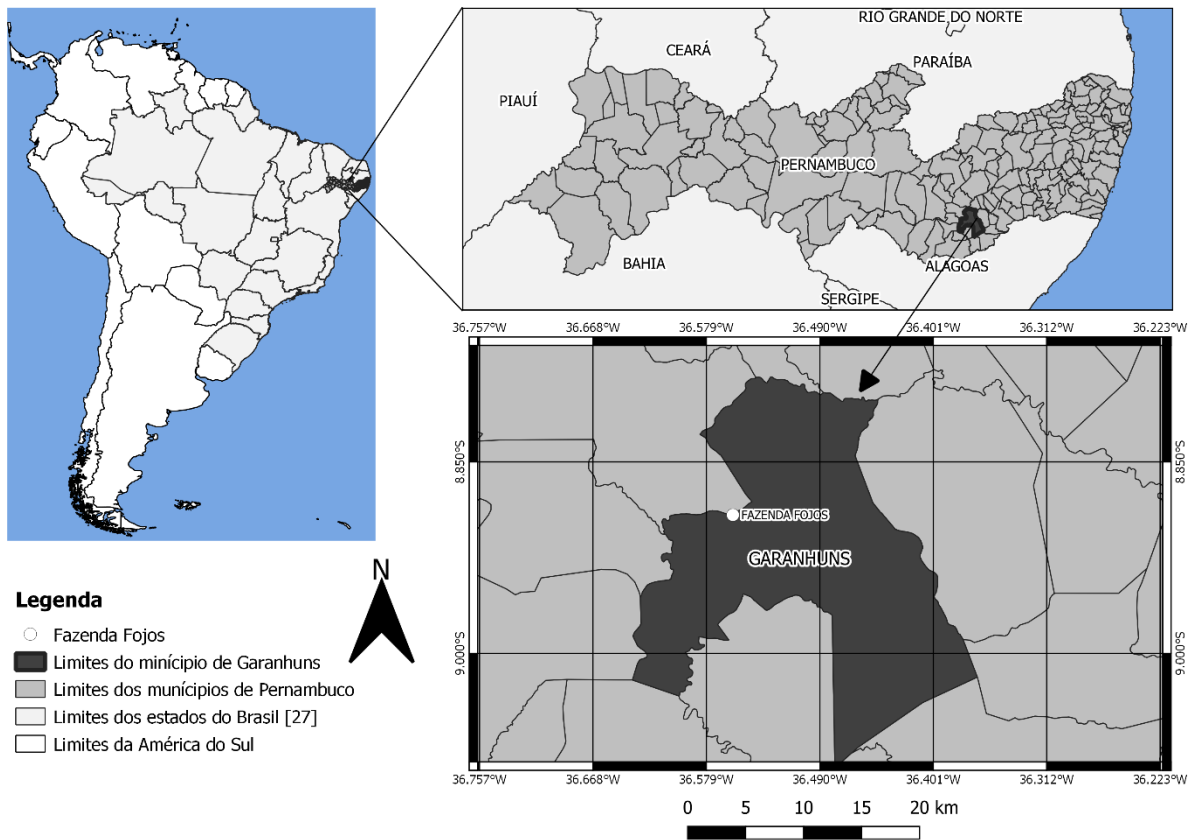 RIO GRANDE DO NORTE
CEARÁ
PARAÍBA
PIAUÍ
PERNAMBUCO
BAHIA
ALAGOAS
SERGIPE
36.757°W 36.668°W 36.579°W 36.490°W 36.401°W 36.312°W 36.223°W
8.850°S 8.850°S
FAZENDA FOJOS
GARANHUNS
9.000°S 9.000°S
36.757°W 36.668°W 36.579°W 36.490°W 36.401°W 36.312°W 36.223°W
0 5 10 15 20 km
N
Legenda
Fazenda Fojos
Limites do minícipio de Garanhuns
Limites dos munícipios de Pernambuco
Limites dos estados do Brasil [27]
Limites da América do Sul